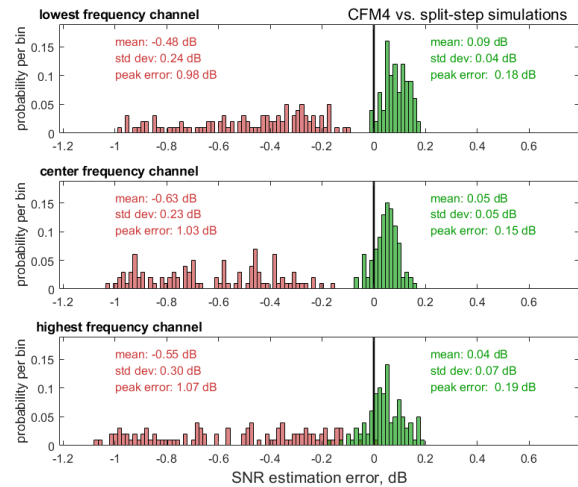 lowest frequency channel CFM4 vs. split-step simulations
probability per bin
0.15
0.1
0.05
0
mean: -0.48 dB
std dev: 0.24 dB
peak error: 0.98 dB
mean: 0.09 dB
std dev: 0.04 dB
peak error: 0.18 dB
-1.2 -1 -0.8 -0.6 -0.4 -0.2 0 0.2 0.4 0.6
center frequency channel
probability per bin
0.15
0.1
0.05
0
mean: -0.63 dB
std dev: 0.23 dB
peak error: 1.03 dB
mean: 0.05 dB
std dev: 0.05 dB
peak error: 0.15 dB
-1.2 -1 -0.8 -0.6 -0.4 -0.2 0 0.2 0.4 0.6
highest frequency channel
probability per bin
0.15
0.1
0.05
0
mean: -0.55 dB
std dev: 0.30 dB
peak error: 1.07 dB
mean: 0.04 dB
std dev: 0.07 dB
peak error: 0.19 dB
-1.2 -1 -0.8 -0.6 -0.4 -0.2 0 0.2 0.4 0.6
SNR estimation error, dB